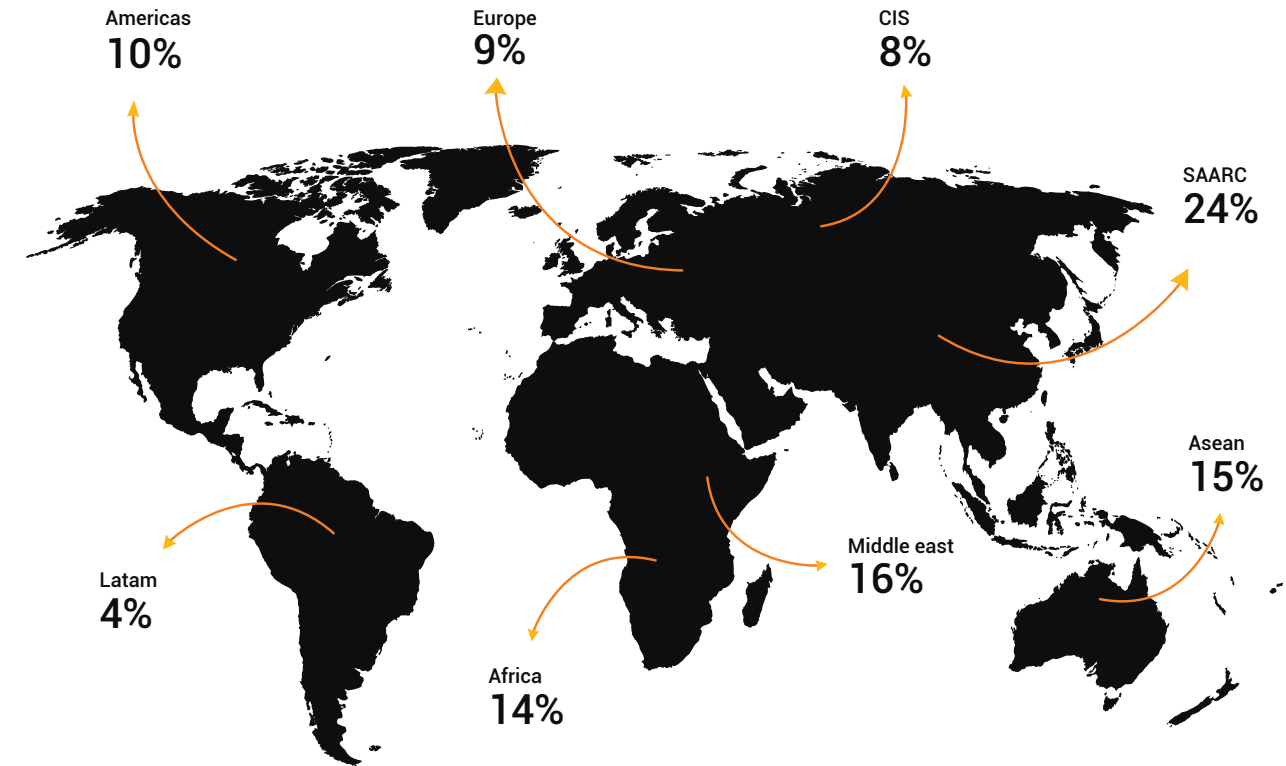 Americas
10%
Europe
9%
CIS
8%
SAARC
24%
Asean
15%
Middle east
16%
Latam
4%
Africa
14%